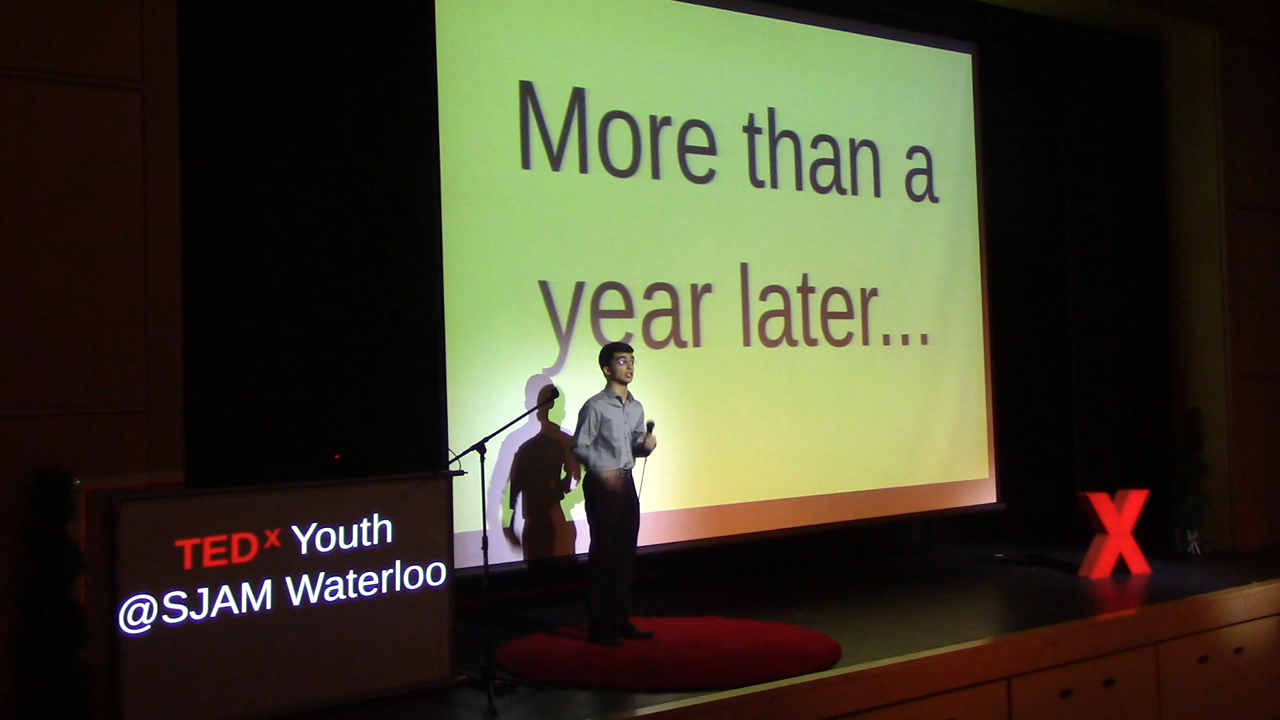 More than a
year later...
TEDx Youth
@SJAM Waterloo
X